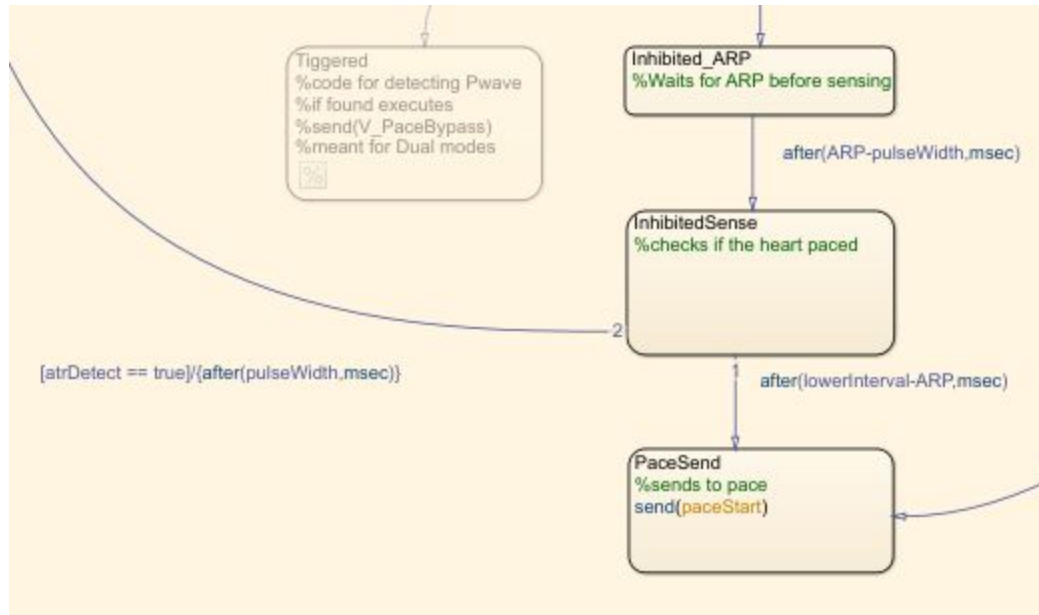 Tiggered
%code for detecting Pwave
%if found executes
%send(V_PaceBypass)
%meant for Dual modes
%
Inhibited_ARP
%Waits for ARP before sensing
after(ARP-pulseWidth,msec)
InhibitedSense
%checks if the heart paced
2
[atrDetect == true]/{after(pulseWidth,msec)}
1
after(lowerInterval-ARP,msec)
PaceSend
%sends to pace
send(paceStart)